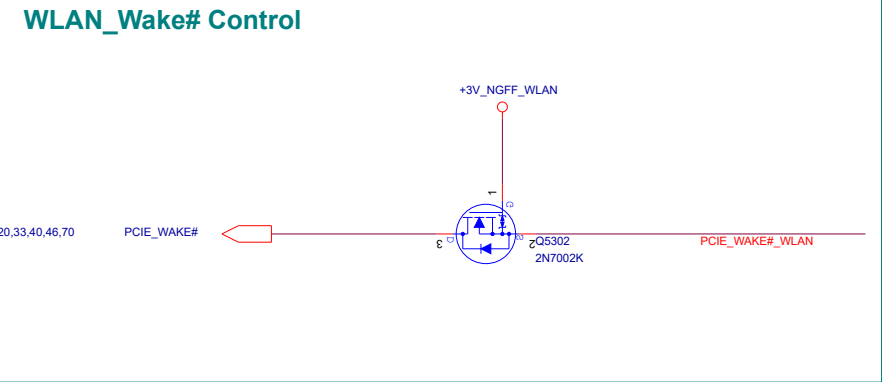 WLAN_Wake# Control
+3V_NGFF_WLAN
1
G
20,33,40,46,70
PCIE_WAKE#
3
D
S
2
Q5302
2N7002K
PCIE_WAKE#_WLAN